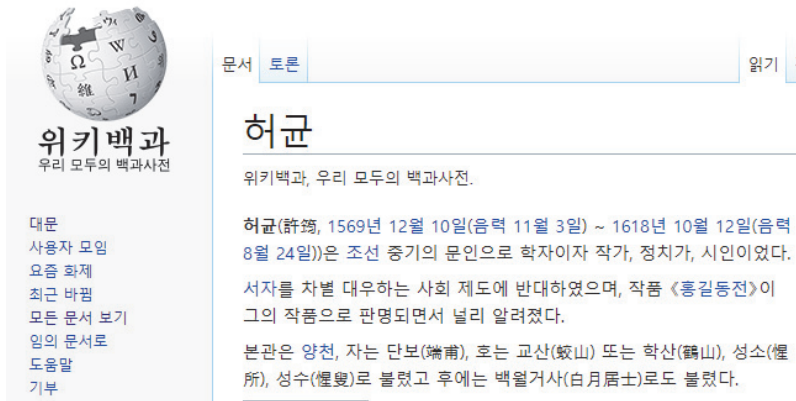 위키백과
우리 모두의 백과사전
대문
사용자 모임
요즘 화제
최근 바뀜
모든 문서 보기
임의 문서로
도움말
기부
문서 토론 읽기
허균
위키백과, 우리 모두의 백과사전.
허균(許筠, 1569년 12월 10일(음력 11월 3일) ~ 1618년 10월 12일(음력
8월 24일))은 조선 중기의 문인으로 학자이자 작가, 정치가, 시인이었다.
서자를 차별 대우하는 사회 제도에 반대하였으며, 작품 《홍길동전》이
그의 작품으로 판명되면서 널리 알려졌다.
본관은 양천, 자는 단보(端甫), 호는 교산(蛟山) 또는 학산(鶴山), 성소(惺
所), 성수(惺叟)로 불렸고 후에는 백월거사(白月居士)로도 불렸다.